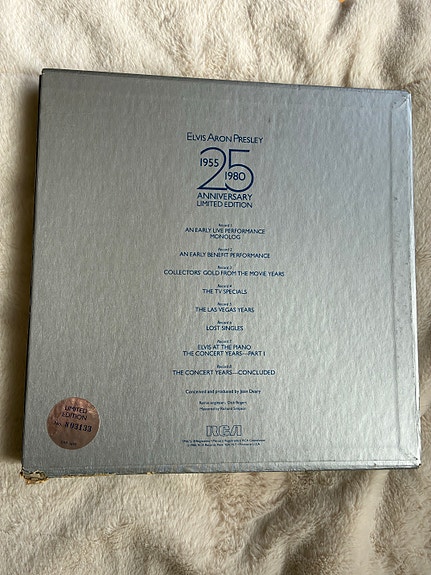 ELVIS ARON PRESLEY
1955 25 1980
ANNIVERSARY
LIMITED EDITION
Record 1
AN EARLY LIVE PERFORMANCE
MONOLOG
Record 2
AN EARLY BENEFIT PERFORMANCE
Record 3
COLLECTORS' GOLD FROM THE MOVIE YEARS
Record 4
THE TV SPECIALS
Record 5
THE LAS VEGAS YEARS
Record 6
LOST SINGLES
Record 7
ELVIS AT THE PIANO
THE CONCERT YEARS—PART 1
Record 8
THE CONCERT YEARS—CONCLUDED
Conceived and produced by Joan Deary
LIMITED
EDITION
RCA